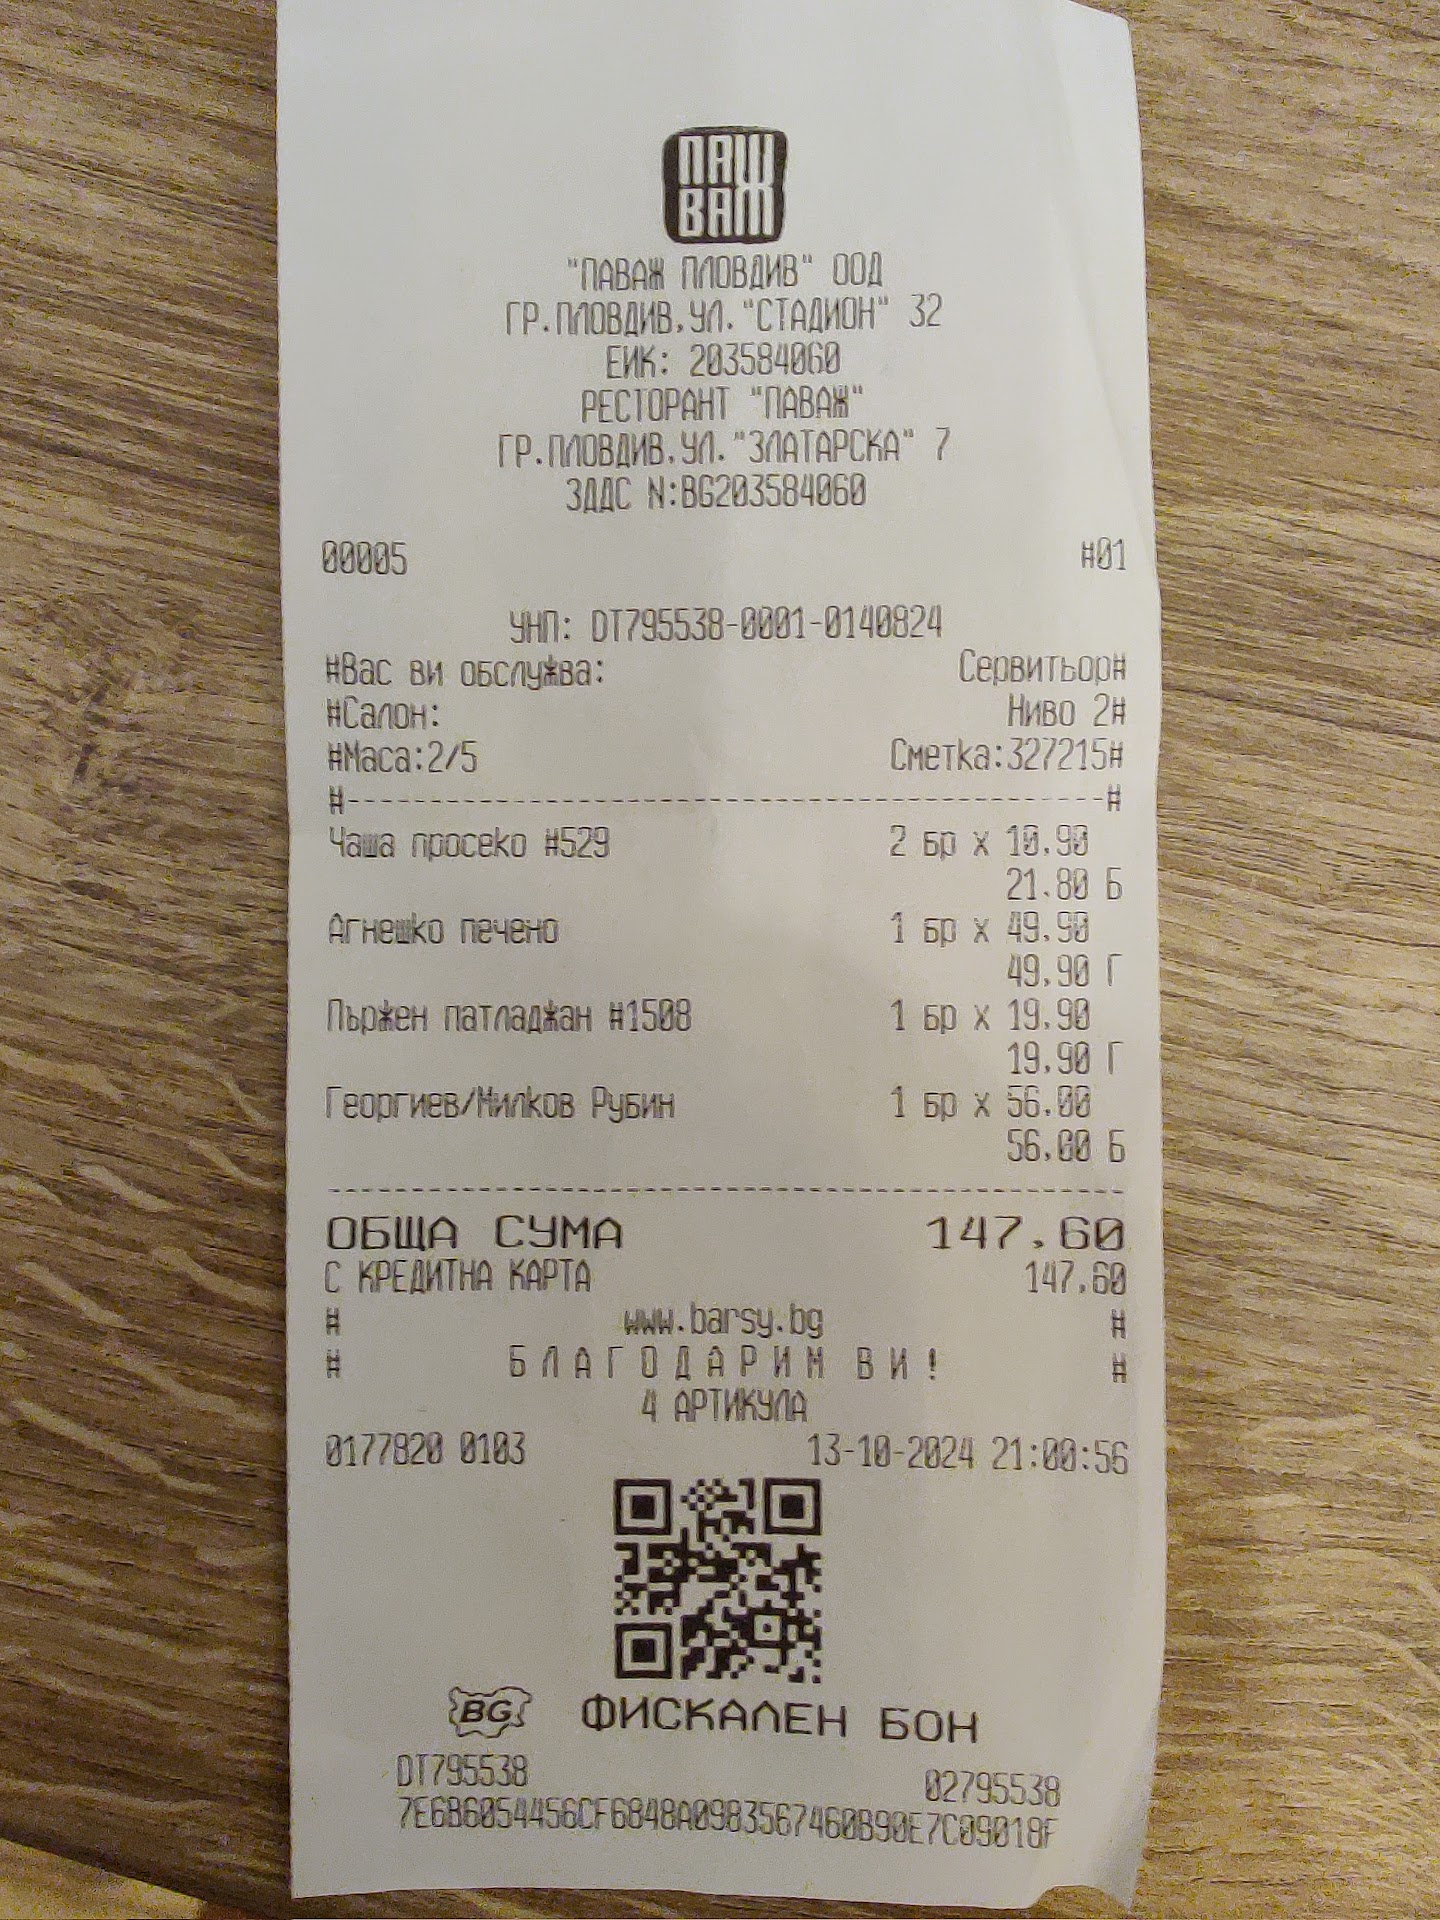 ПАВАЖ
"ПАВАЖ ПЛОВДИВ" ООД
ГР.ПЛОВДИВ,УЛ."СТАДИОН" 32
ЕИК: 203584060
РЕСТОРАНТ "ПАВАЖ"
ГР.ПЛОВДИВ,УЛ."ЗЛАТАРСКА" 7
ЗДДС N:BG203584060
00005 #01
УНП: DT795538-0001-0140824
#Вас ви обслужва: Сервитьор#
#Салон: Ниво 2#
#Маса:2/5 Сметка:327215#
#----------------------------------------------#
Чаша просеко #529 2 бр x 10.90
21.80 Б
Агнешко печено 1 бр x 49.90
49.90 Г
Пържен патладжан #1508 1 бр x 19.90
19.90 Г
Георгиев/Милков Рубин 1 бр x 56.00
56.00 Б
------------------------------------------------
ОБЩА СУМА 147.60
С КРЕДИТНА КАРТА 147.60
# www.barsy.bg #
# Б Л А Г О Д А Р И М В И ! #
4 АРТИКУЛА
0177820 0103 13-10-2024 21:00:56
BG ФИСКАЛЕН БОН
DT795538 02795538
7E6B6054456CF6848A0983567460B90E7C09018F